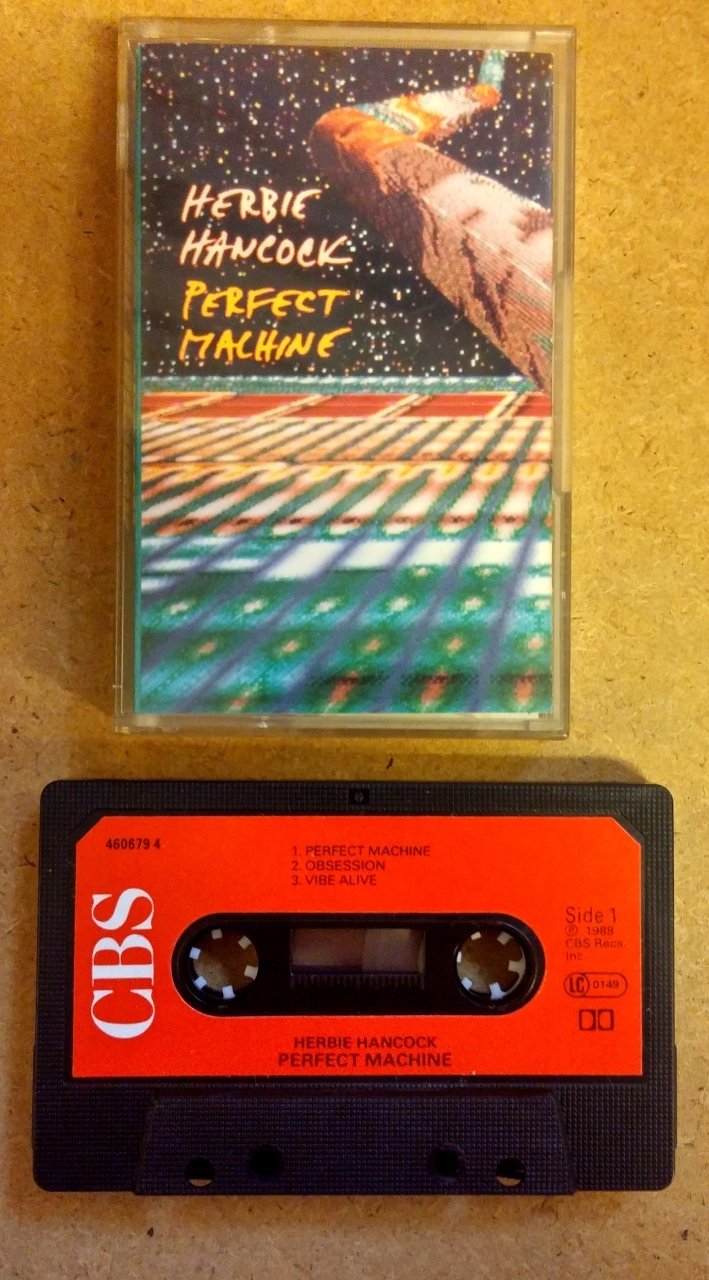 HERBIE
HANCOCK
PERFECT
MACHINE
460679 4
1. PERFECT MACHINE
2. OBSESSION
3. VIBE ALIVE
CBS
Side 1
℗ 1988
CBS Recs.
Inc
LC 0149
HERBIE HANCOCK
PERFECT MACHINE